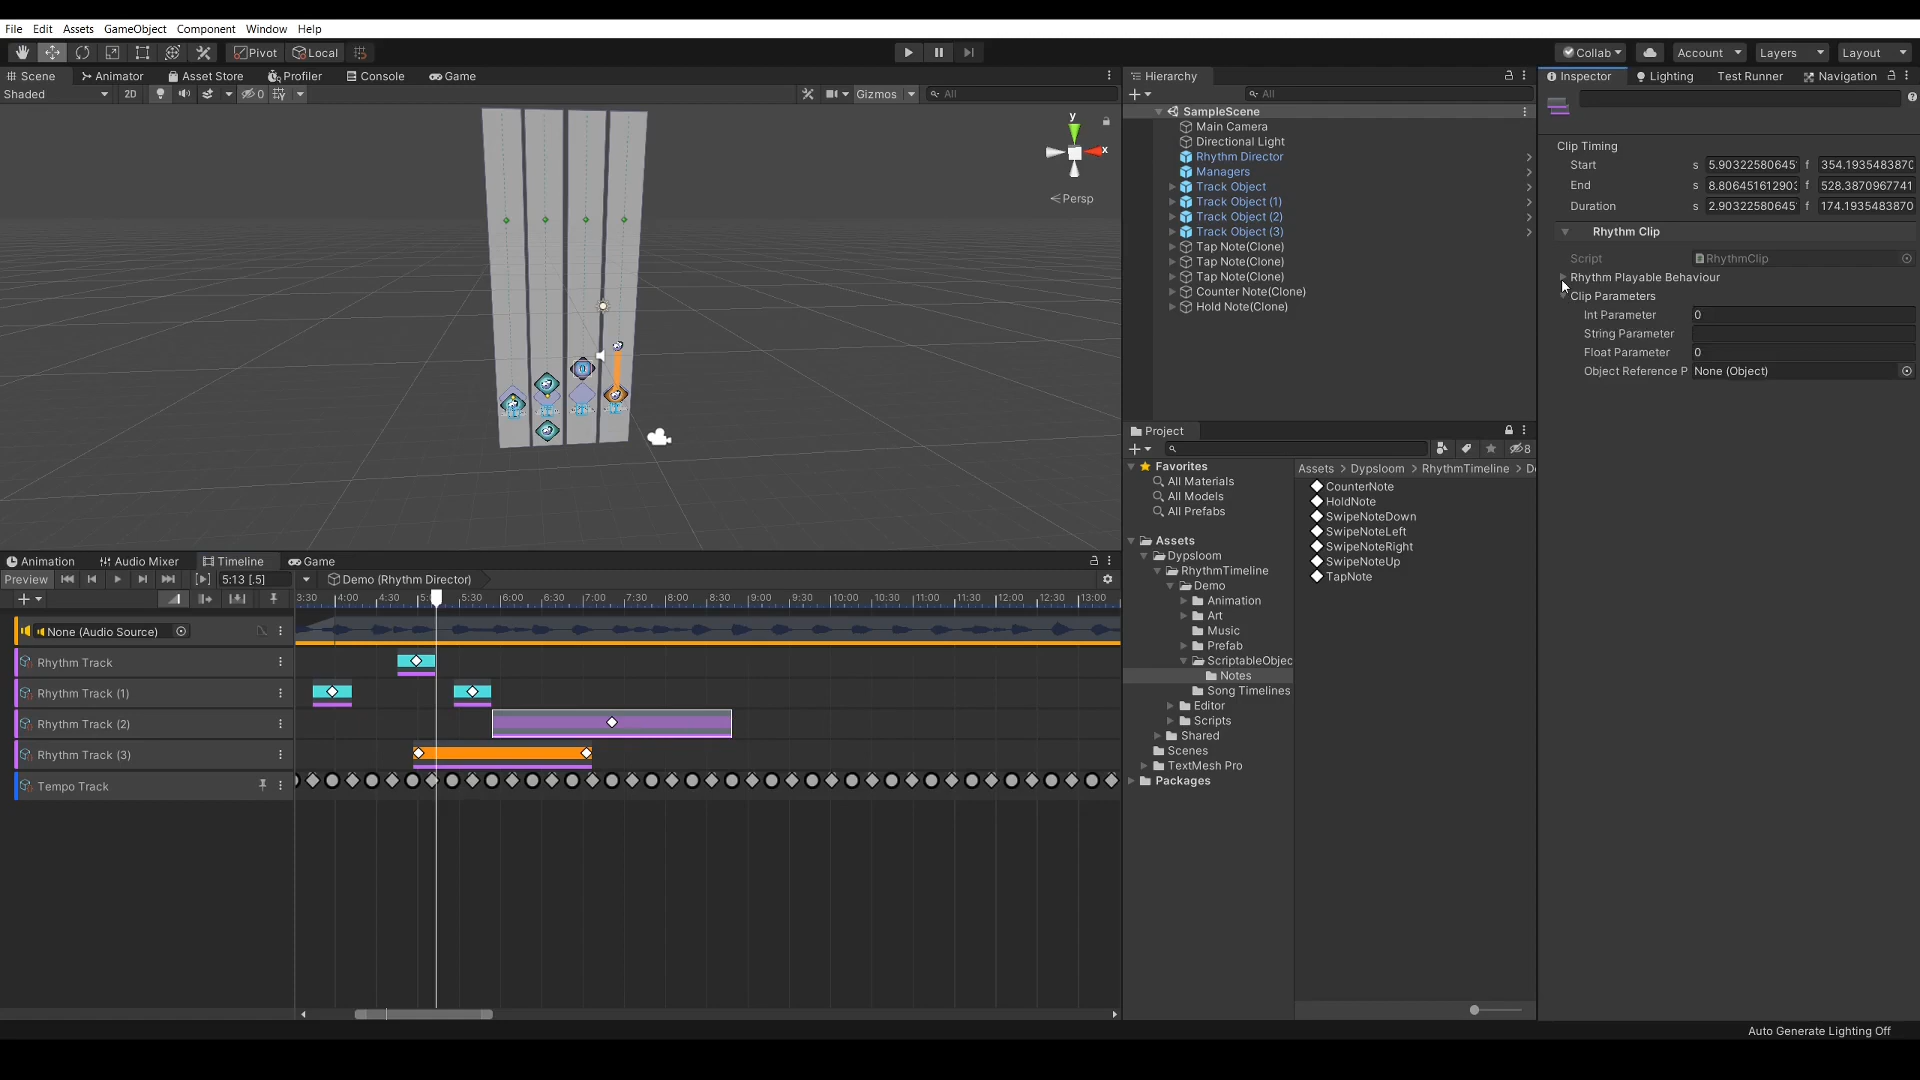 File Edit Assets GameObject Component Window Help
Pivot Local Collab Account Layers Layout
Scene Animator Asset Store Profiler Console Game
Shaded 2D 0 Gizmos All
y
x
Persp
Hierarchy
All
SampleScene
Main Camera
Directional Light
Rhythm Director
Managers
Track Object
Track Object (1)
Track Object (2)
Track Object (3)
Tap Note(Clone)
Tap Note(Clone)
Tap Note(Clone)
Counter Note(Clone)
Hold Note(Clone)
Inspector Lighting Test Runner Navigation
Clip Timing
Start s 5.90322580645 f 354.1935483870
End s 8.806451612903 f 528.3870967741
Duration s 2.90322580645 f 174.1935483870
Rhythm Clip
Script RhythmClip
Rhythm Playable Behaviour
Clip Parameters
Int Parameter 0
String Parameter
Float Parameter 0
Object Reference P None (Object)
Project
8
Favorites
All Materials
All Models
All Prefabs
Assets
Dypsloom
RhythmTimeline
Demo
Animation
Art
Music
Prefab
ScriptableObjec
Notes
Song Timelines
Editor
Scripts
Shared
Scenes
TextMesh Pro
Packages
Assets > Dypsloom > RhythmTimeline > D
CounterNote
HoldNote
SwipeNoteDown
SwipeNoteLeft
SwipeNoteRight
SwipeNoteUp
TapNote
Animation Audio Mixer Timeline Game
Preview 5:13 [.5] Demo (Rhythm Director)
3:30 4:00 4:30 5:0 5:30 6:00 6:30 7:00 7:30 8:00 8:30 9:00 9:30 10:00 10:30 11:00 11:30 12:00 12:30 13:00
None (Audio Source)
Rhythm Track
Rhythm Track (1)
Rhythm Track (2)
Rhythm Track (3)
Tempo Track
Auto Generate Lighting Off